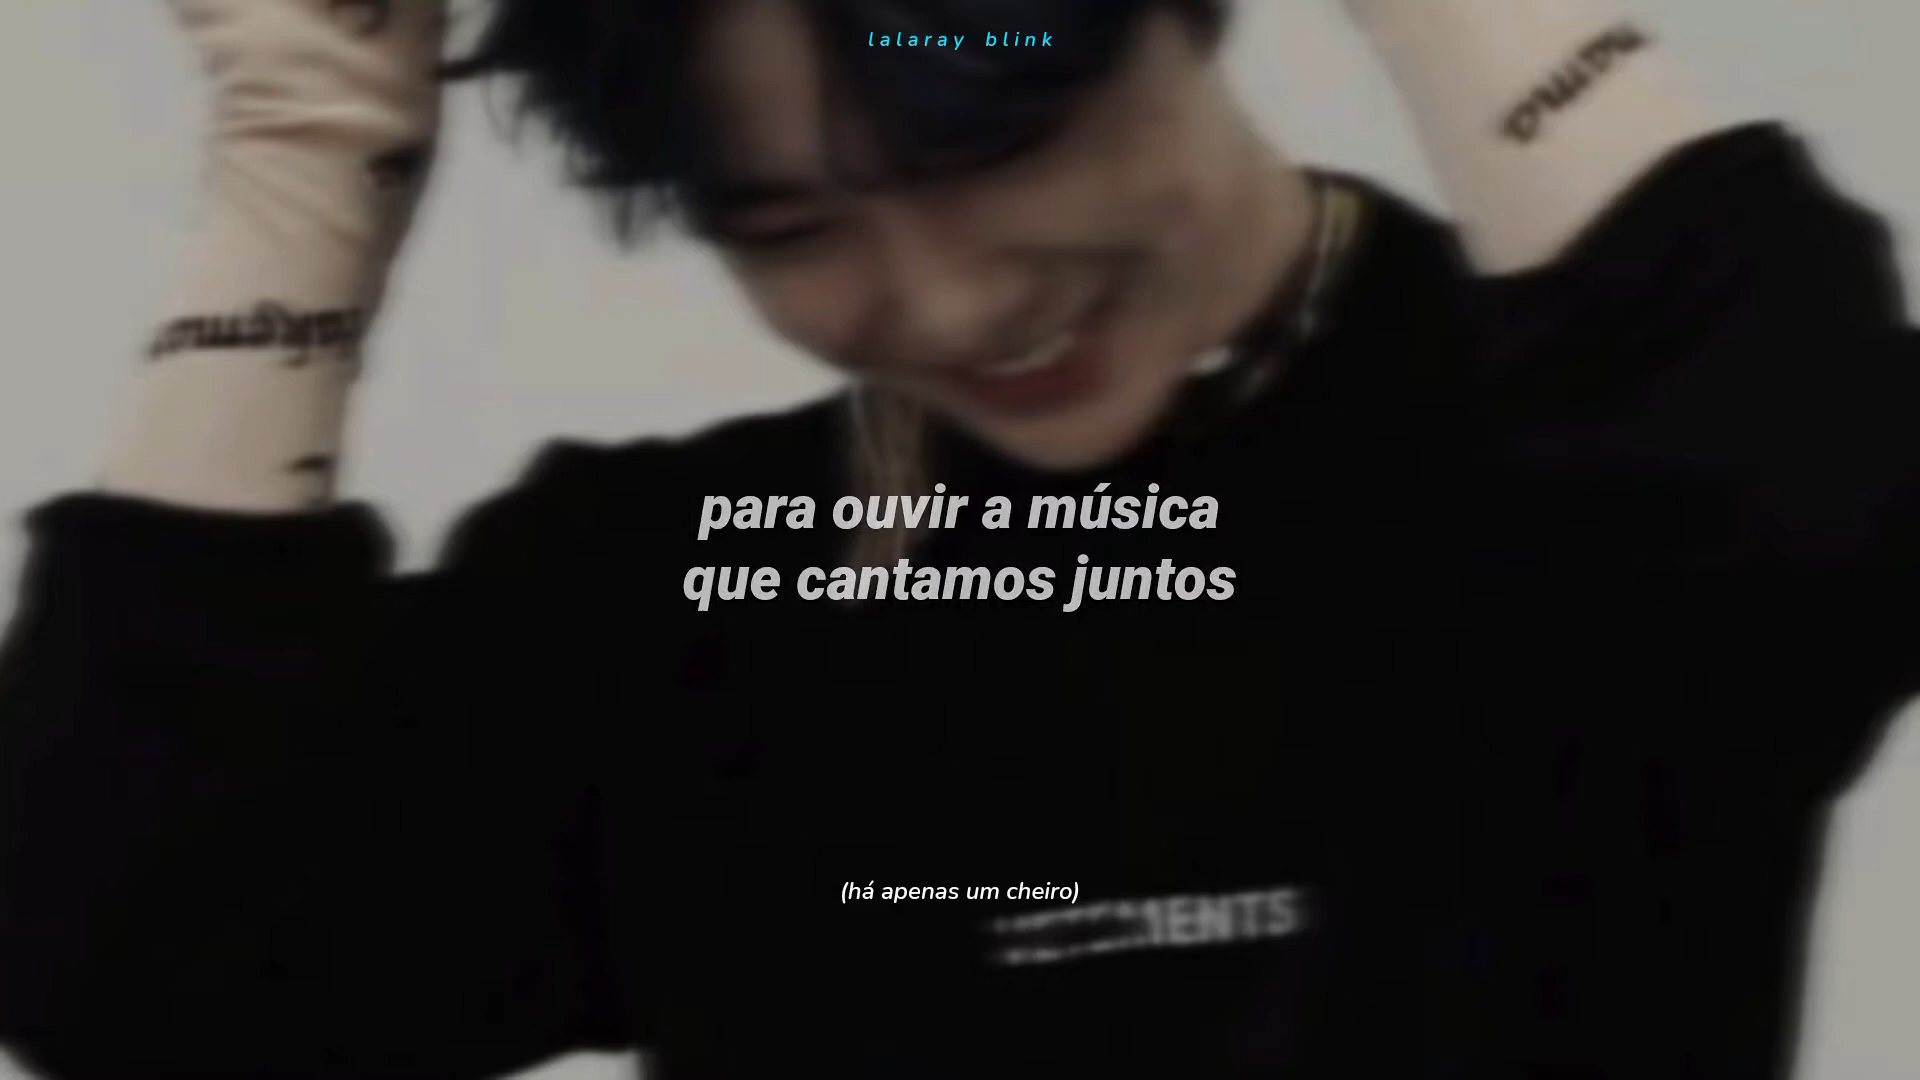 lalaray blink
para ouvir a música
que cantamos juntos
(há apenas um cheiro)